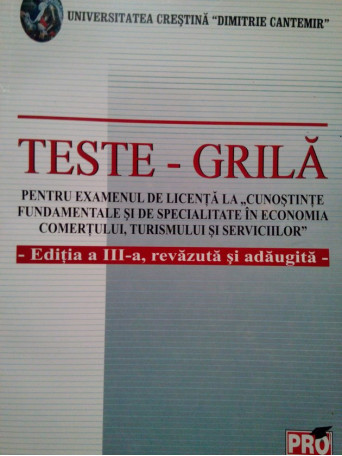 UNIVERSITATEA CREŞTINĂ "DIMITRIE CANTEMIR"
TESTE - GRILĂ
PENTRU EXAMENUL DE LICENŢĂ LA „CUNOŞTINŢE
FUNDAMENTALE ŞI DE SPECIALITATE ÎN ECONOMIA
COMERŢULUI, TURISMULUI ŞI SERVICIILOR”
- Ediţia a III-a, revăzută şi adăugită -
PRO